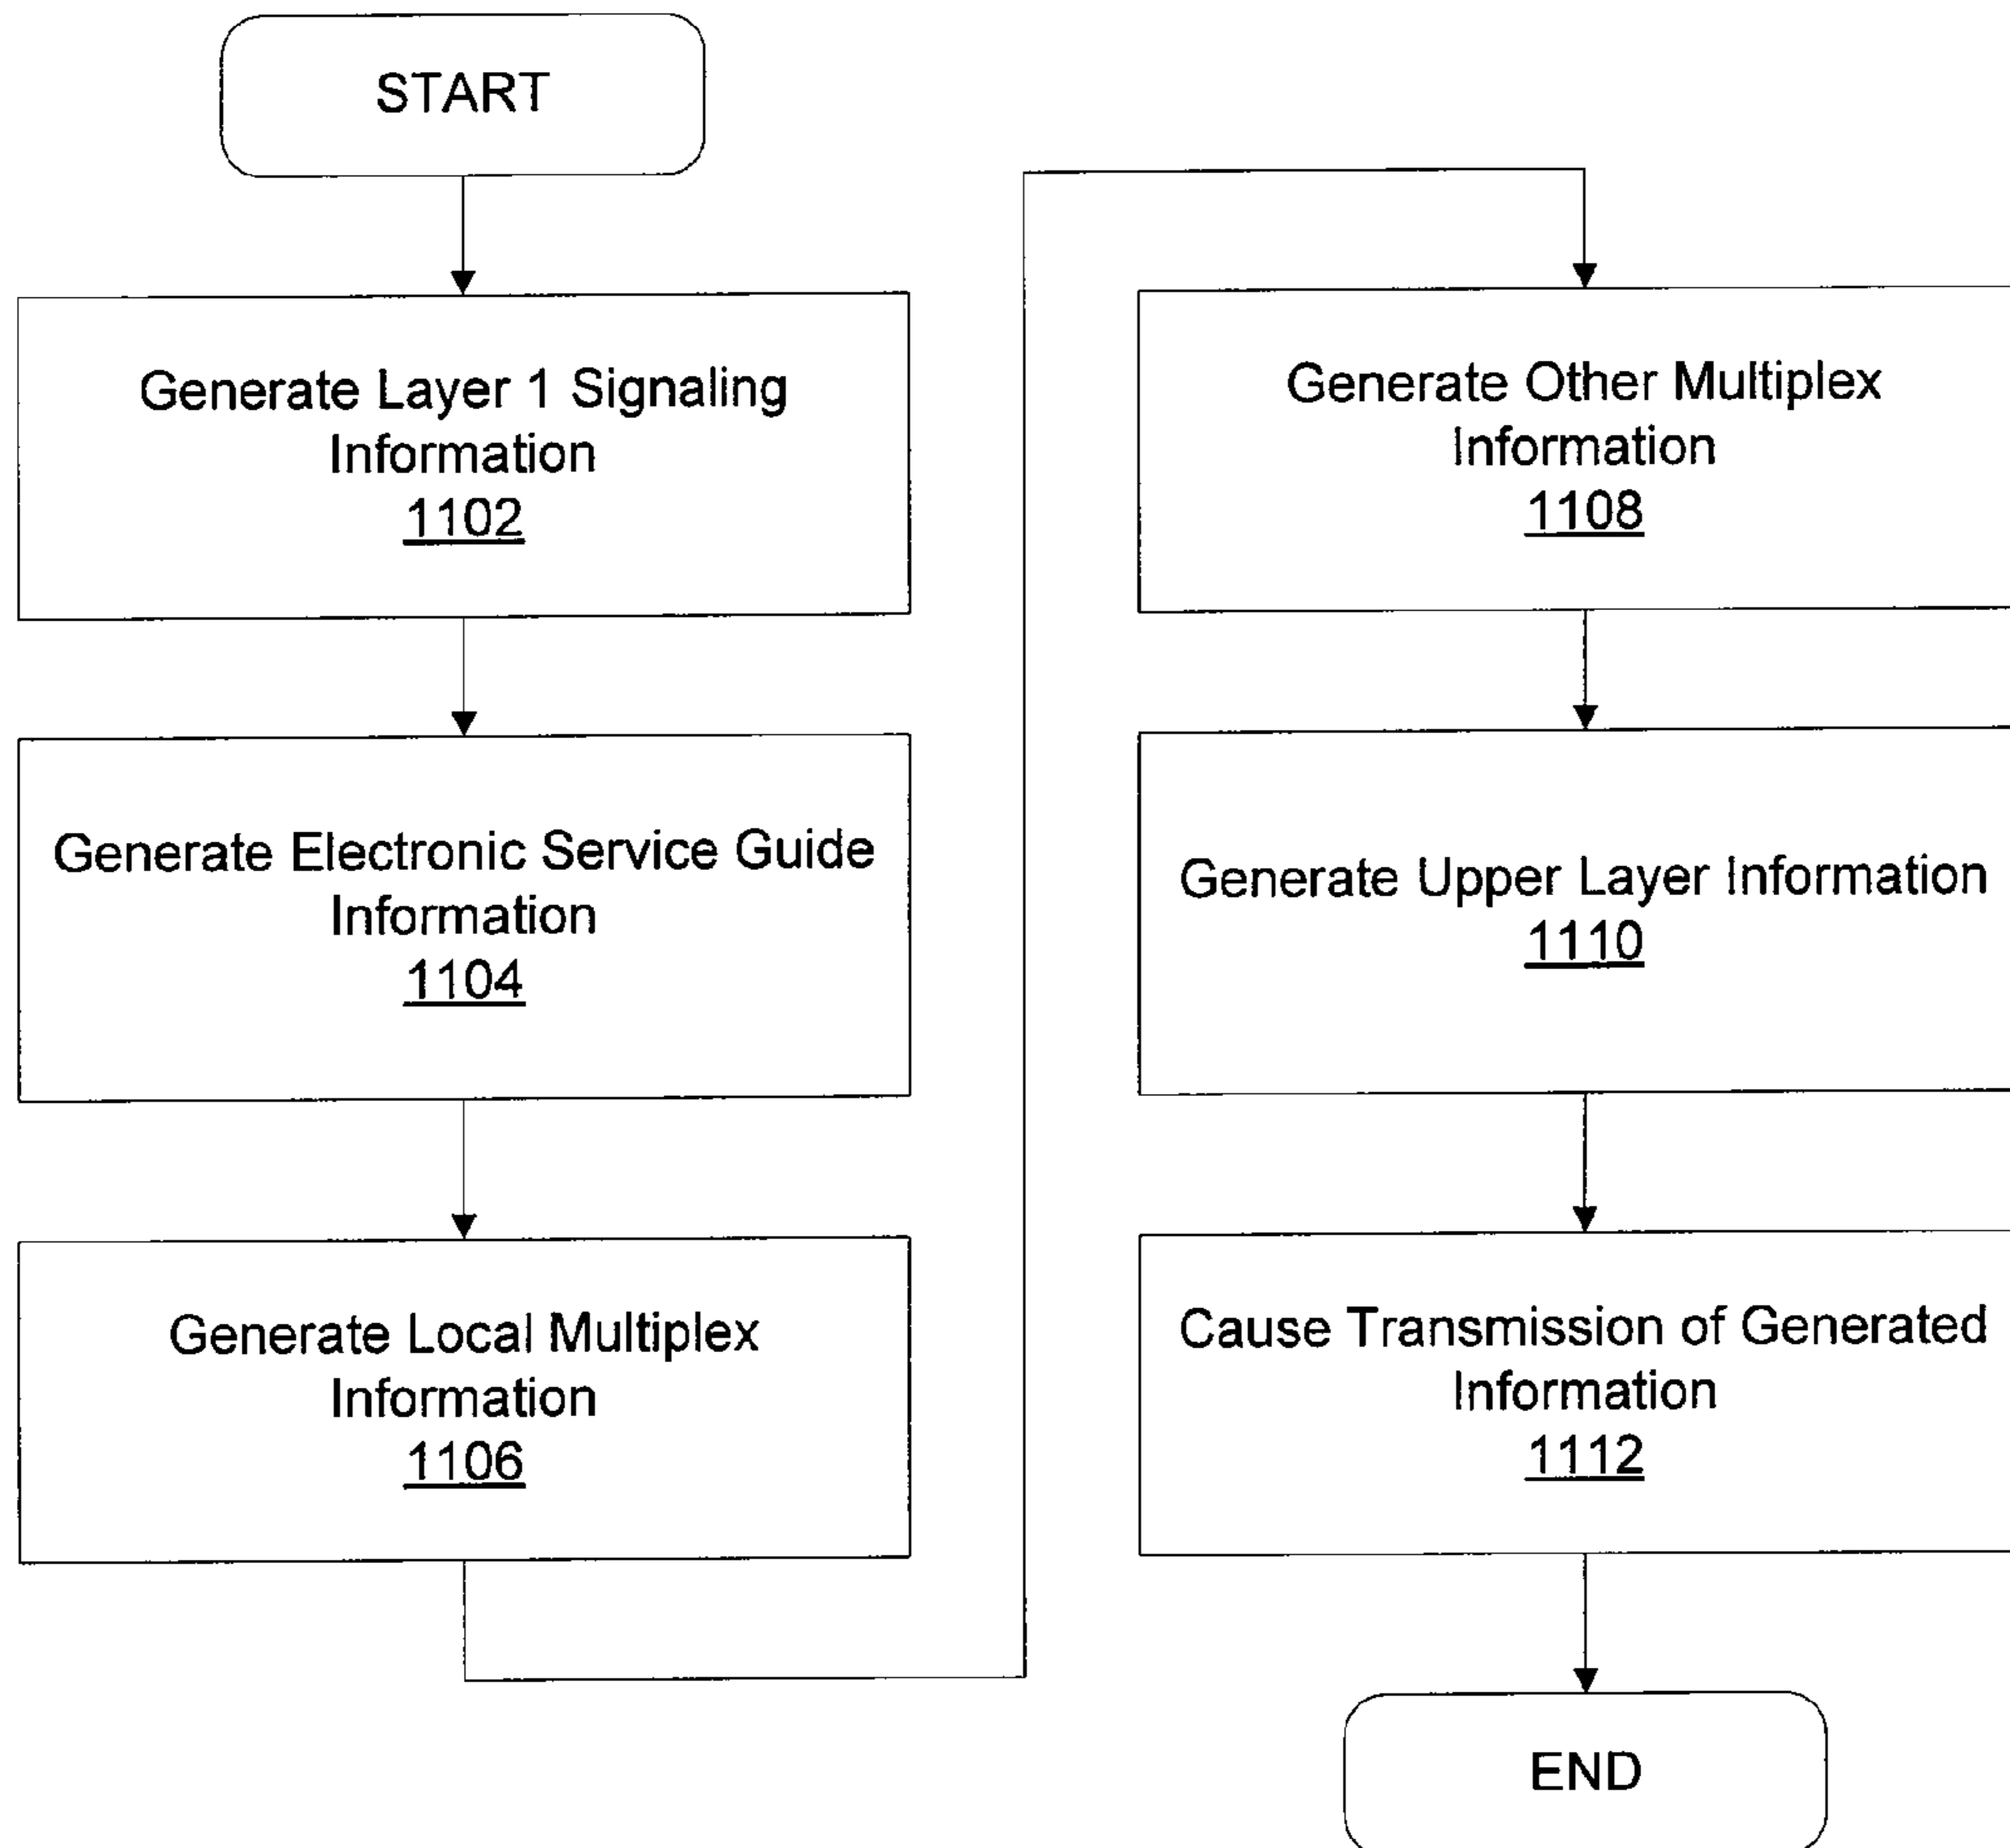 START
Generate Layer 1 Signaling
Information
1102
Generate Electronic Service Guide
Information
1104
Generate Local Multiplex
Information
1106
Generate Other Multiplex
Information
1108
Generate Upper Layer Information
1110
Cause Transmission of Generated
Information
1112
END